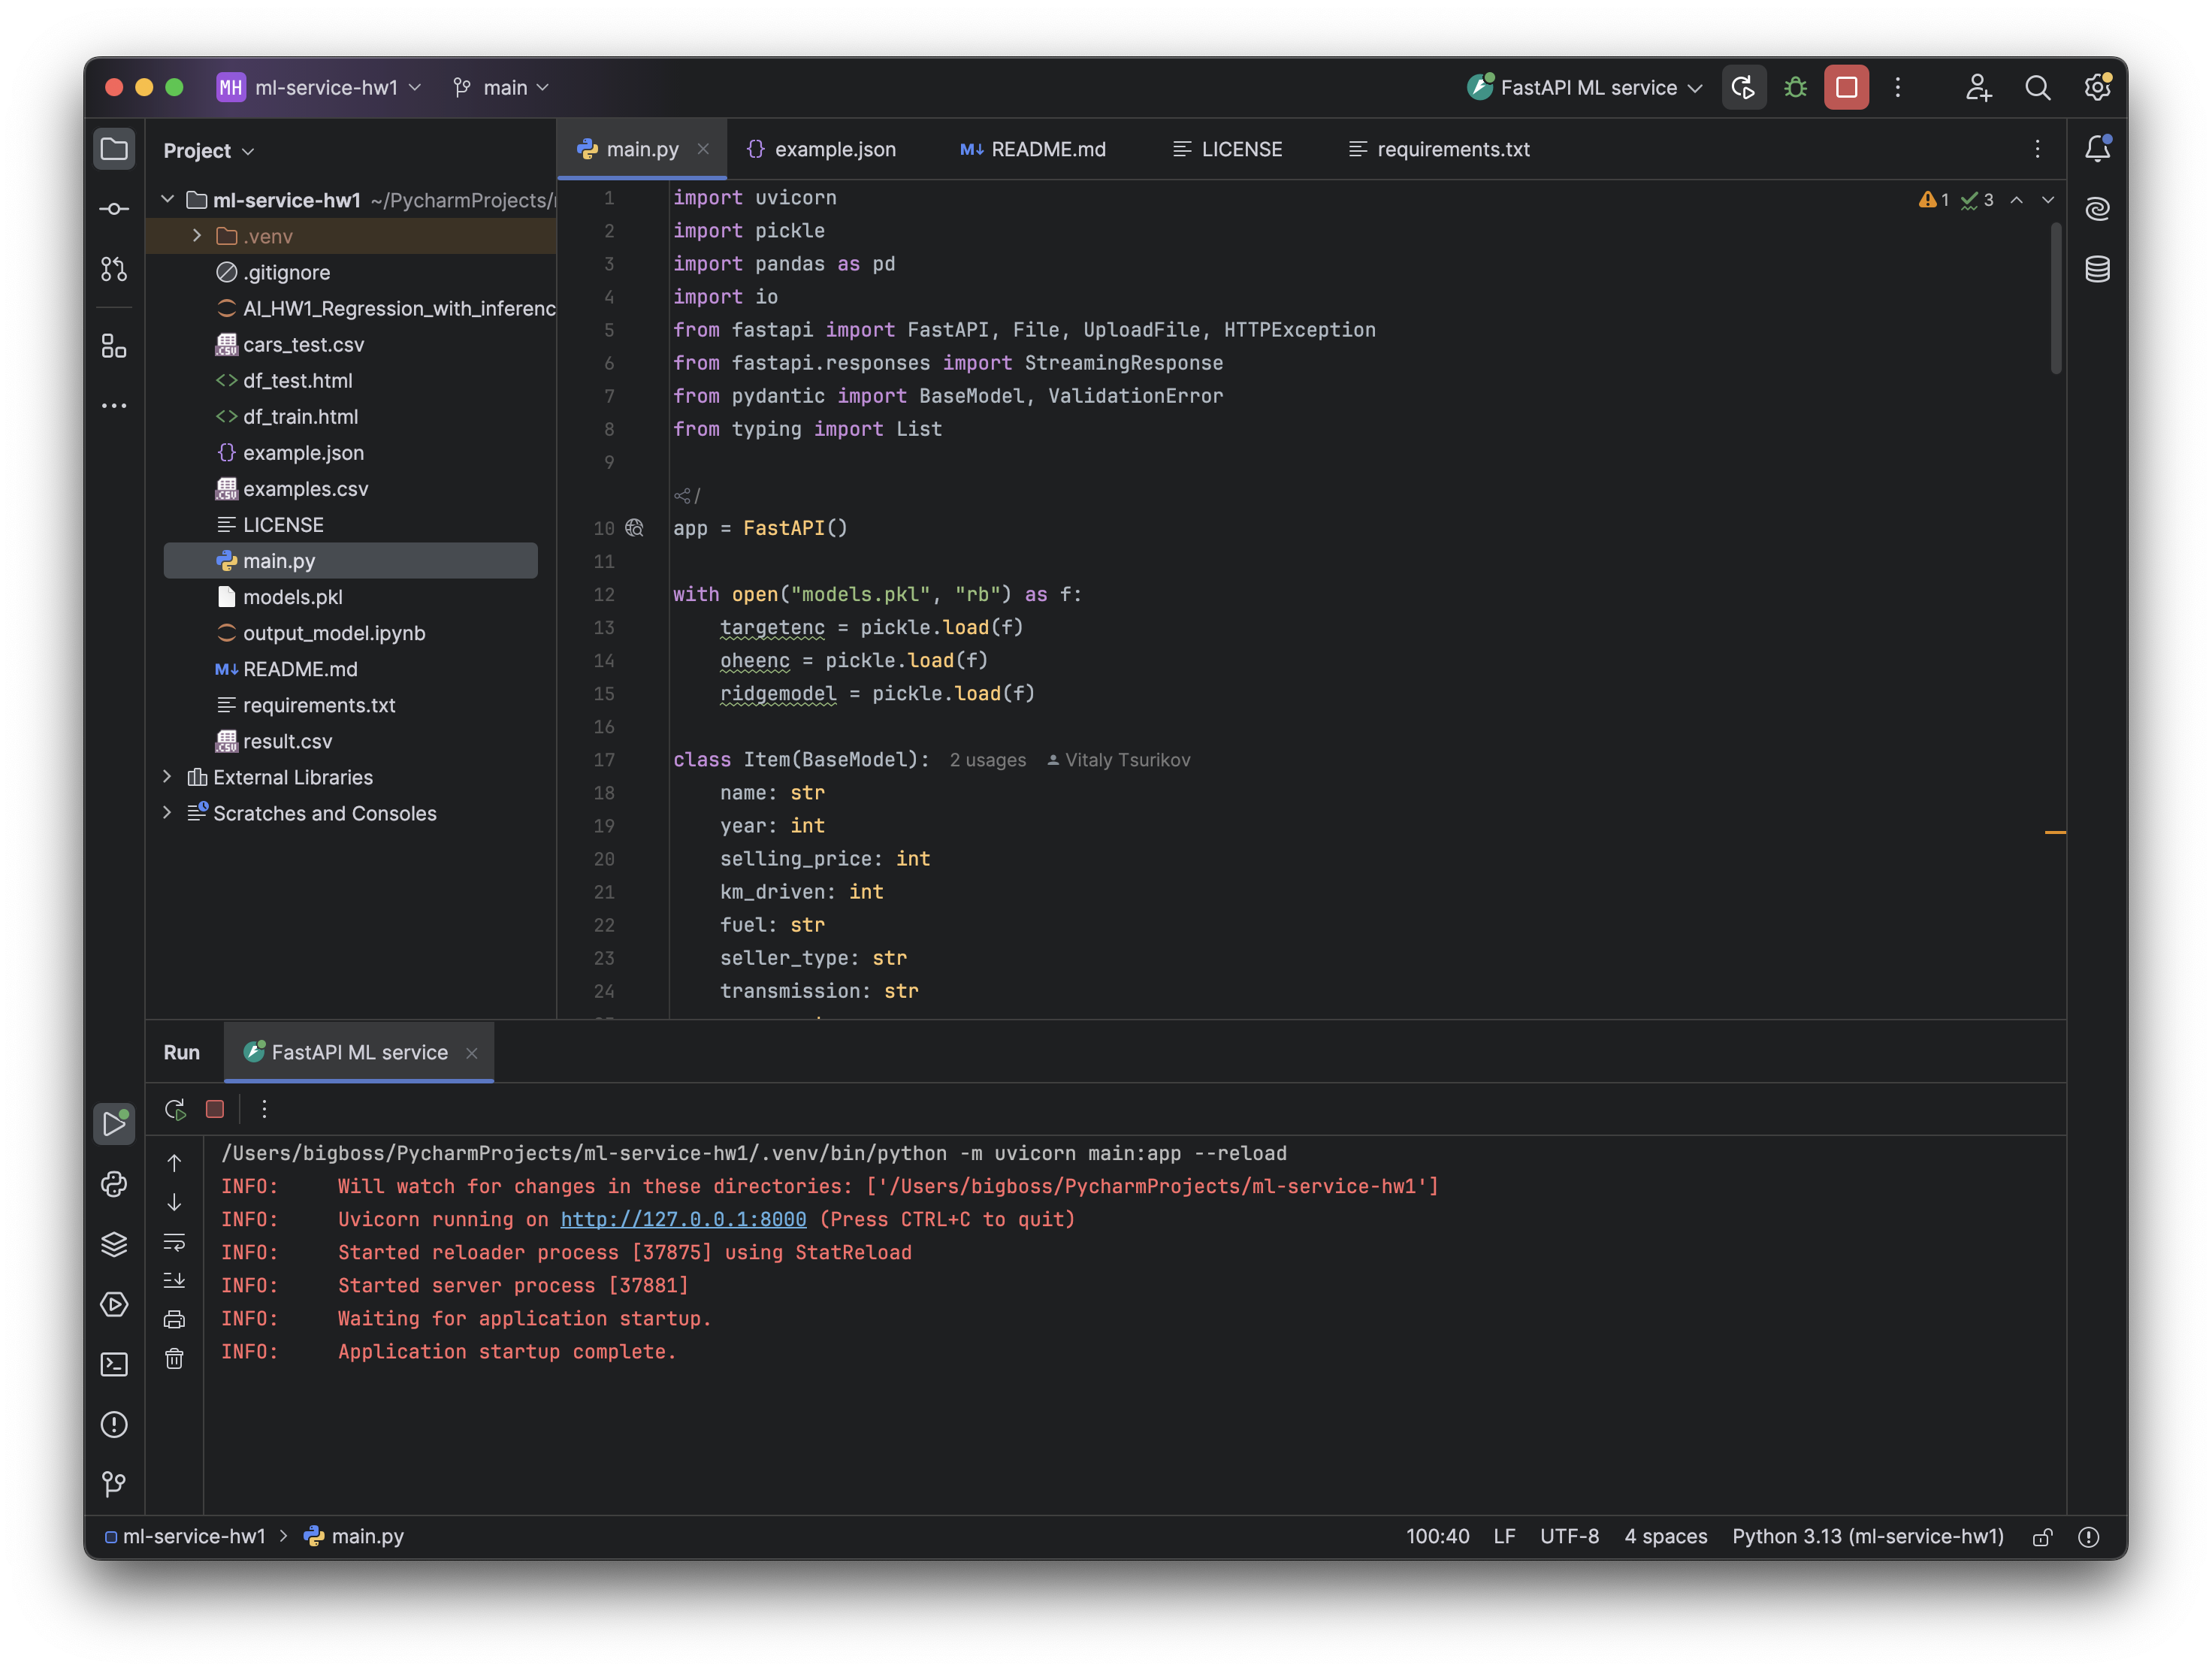 MH ml-service-hw1 main FastAPI ML service
Project
ml-service-hw1 ~/PycharmProjects/
.venv
.gitignore
AI_HW1_Regression_with_inferenc
cars_test.csv
df_test.html
df_train.html
example.json
examples.csv
LICENSE
main.py
models.pkl
output_model.ipynb
README.md
requirements.txt
result.csv
External Libraries
Scratches and Consoles
main.py example.json README.md LICENSE requirements.txt
1 3
1 import uvicorn
2 import pickle
3 import pandas as pd
4 import io
5 from fastapi import FastAPI, File, UploadFile, HTTPException
6 from fastapi.responses import StreamingResponse
7 from pydantic import BaseModel, ValidationError
8 from typing import List
9
/
10 app = FastAPI()
11
12 with open("models.pkl", "rb") as f:
13 targetenc = pickle.load(f)
14 oheenc = pickle.load(f)
15 ridgemodel = pickle.load(f)
16
17 class Item(BaseModel): 2 usages Vitaly Tsurikov
18 name: str
19 year: int
20 selling_price: int
21 km_driven: int
22 fuel: str
23 seller_type: str
24 transmission: str
Run FastAPI ML service
/Users/bigboss/PycharmProjects/ml-service-hw1/.venv/bin/python -m uvicorn main:app --reload
INFO: Will watch for changes in these directories: ['/Users/bigboss/PycharmProjects/ml-service-hw1']
INFO: Uvicorn running on http://127.0.0.1:8000 (Press CTRL+C to quit)
INFO: Started reloader process [37875] using StatReload
INFO: Started server process [37881]
INFO: Waiting for application startup.
INFO: Application startup complete.
ml-service-hw1 main.py 100:40 LF UTF-8 4 spaces Python 3.13 (ml-service-hw1)